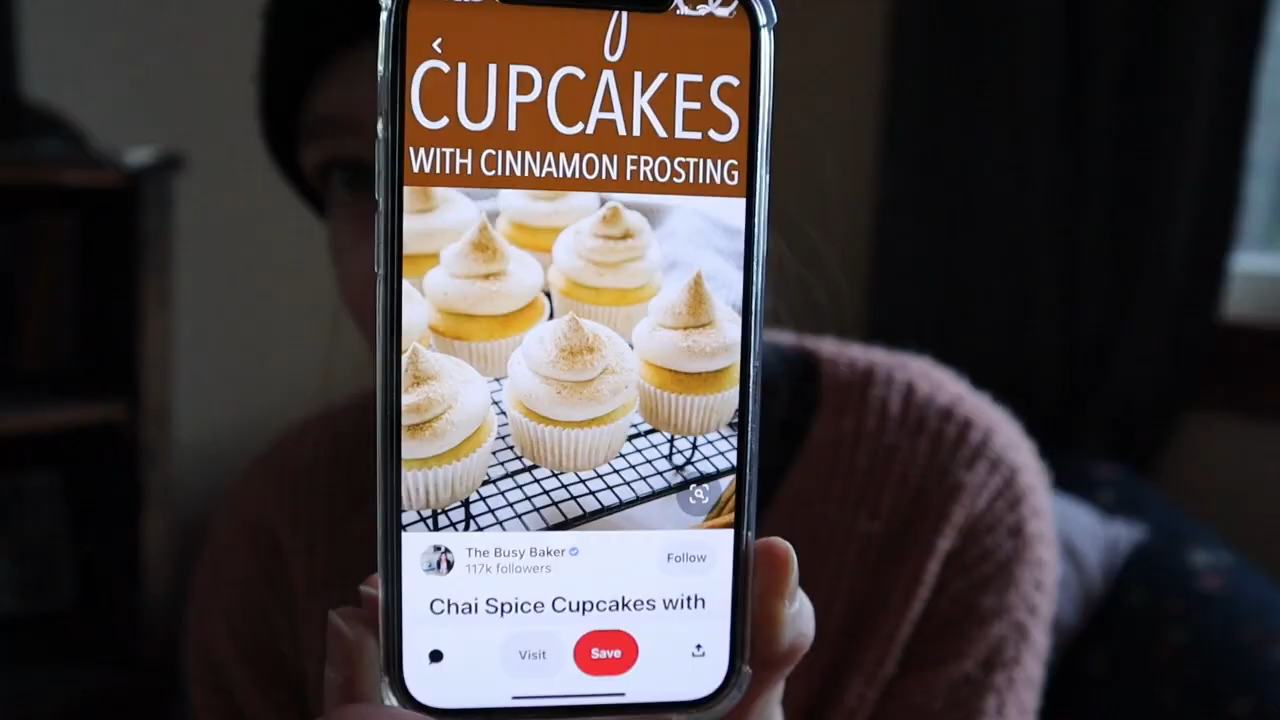 CUPCAKES
WITH CINNAMON FROSTING
The Busy Baker
117k followers
Follow
Chai Spice Cupcakes with
Visit
Save